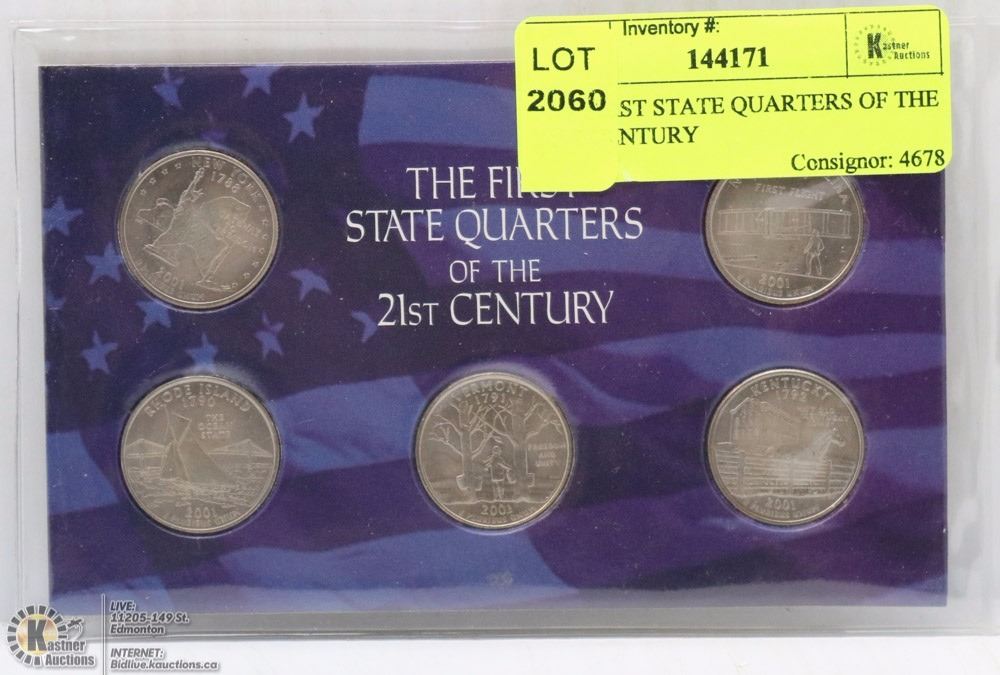 Inventory #:
LOT
144171
Kastner
Auctions
2060
ST STATE QUARTERS OF THE
NTURY
Consignor: 4678
THE FIRST
STATE QUARTERS
OF THE
21ST CENTURY
NEW YORK
1788
2001
FIRST FLIGHT
2001
RHODE ISLAND
1790
THE
OCEAN
STATE
2001
VERMONT
1791
FREEDOM
AND
UNITY
2001
KENTUCKY
1792
2001
Kastner
Auctions
LIVE:
11205-149 St.
Edmonton
INTERNET:
Bidlive.kauctions.ca